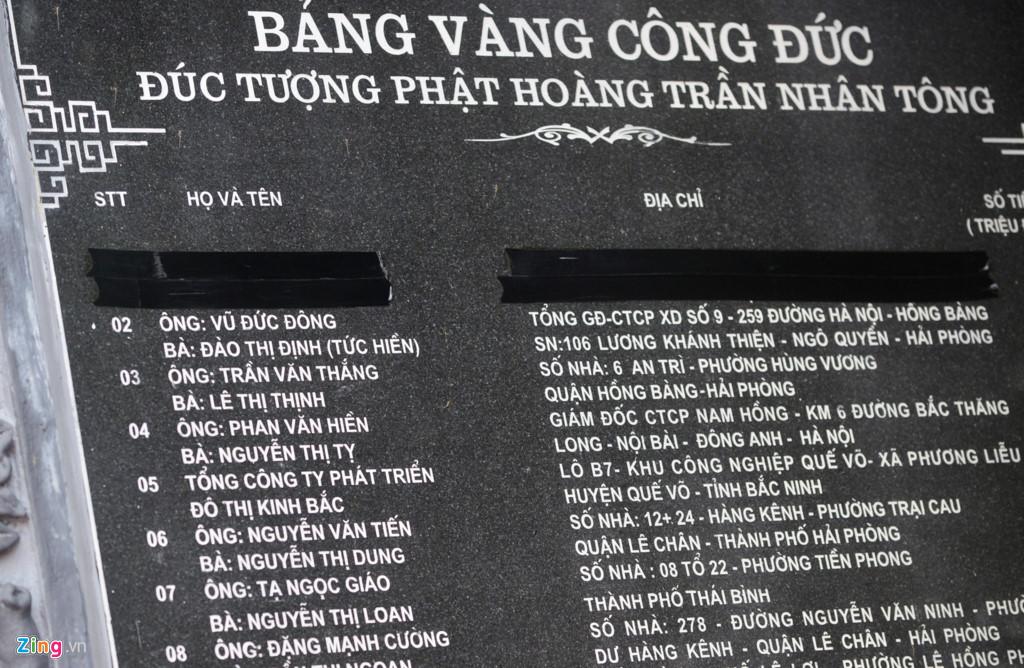 BẢNG VÀNG CÔNG ĐỨC
ĐÚC TƯỢNG PHẬT HOÀNG TRẦN NHÂN TÔNG
STT HỌ VÀ TÊN ĐỊA CHỈ SỐ
(TRIỆU
02 ÔNG: VŨ ĐỨC ĐÔNG TỔNG GĐ-CTCP XD SỐ 9 - 259 ĐƯỜNG HÀ NỘI - HỒNG BÀNG
BÀ: ĐÀO THỊ ĐỊNH (TỨC HIỀN) SN:106 LƯƠNG KHÁNH THIỆN - NGÔ QUYỀN - HẢI PHÒNG
03 ÔNG: TRẦN VĂN THẮNG SỐ NHÀ: 6 AN TRÌ - PHƯỜNG HÙNG VƯƠNG
BÀ: LÊ THỊ THỊNH QUẬN HỒNG BÀNG-HẢI PHÒNG
04 ÔNG: PHAN VĂN HIỀN GIÁM ĐỐC CTCP NAM HỒNG - KM 6 ĐƯỜNG BẮC THĂNG
BÀ: NGUYỄN THỊ TỴ LONG - NỘI BÀI - ĐÔNG ANH - HÀ NỘI
05 TỔNG CÔNG TY PHÁT TRIỂN LÔ B7- KHU CÔNG NGHIỆP QUẾ VÕ- XÃ PHƯƠNG LIỄU
ĐÔ THỊ KINH BẮC HUYỆN QUẾ VÕ - TỈNH BẮC NINH
06 ÔNG: NGUYỄN VĂN TIẾN SỐ NHÀ: 12+ 24 - HÀNG KÊNH - PHƯỜNG TRẠI CAU
BÀ: NGUYỄN THỊ DUNG QUẬN LÊ CHÂN - THÀNH PHỐ HẢI PHÒNG
07 ÔNG: TẠ NGỌC GIÁO SỐ NHÀ : 08 TỔ 22 - PHƯỜNG TIỀN PHONG
BÀ: NGUYỄN THỊ LOAN THÀNH PHỐ THÁI BÌNH
08 ÔNG: ĐẶNG MẠNH CƯỜNG SỐ NHÀ: 278 - ĐƯỜNG NGUYỄN VĂN NINH -
DƯ HÀNG KÊNH - QUẬN LÊ CHÂN - HẢI PHÒNG
Zing.vn